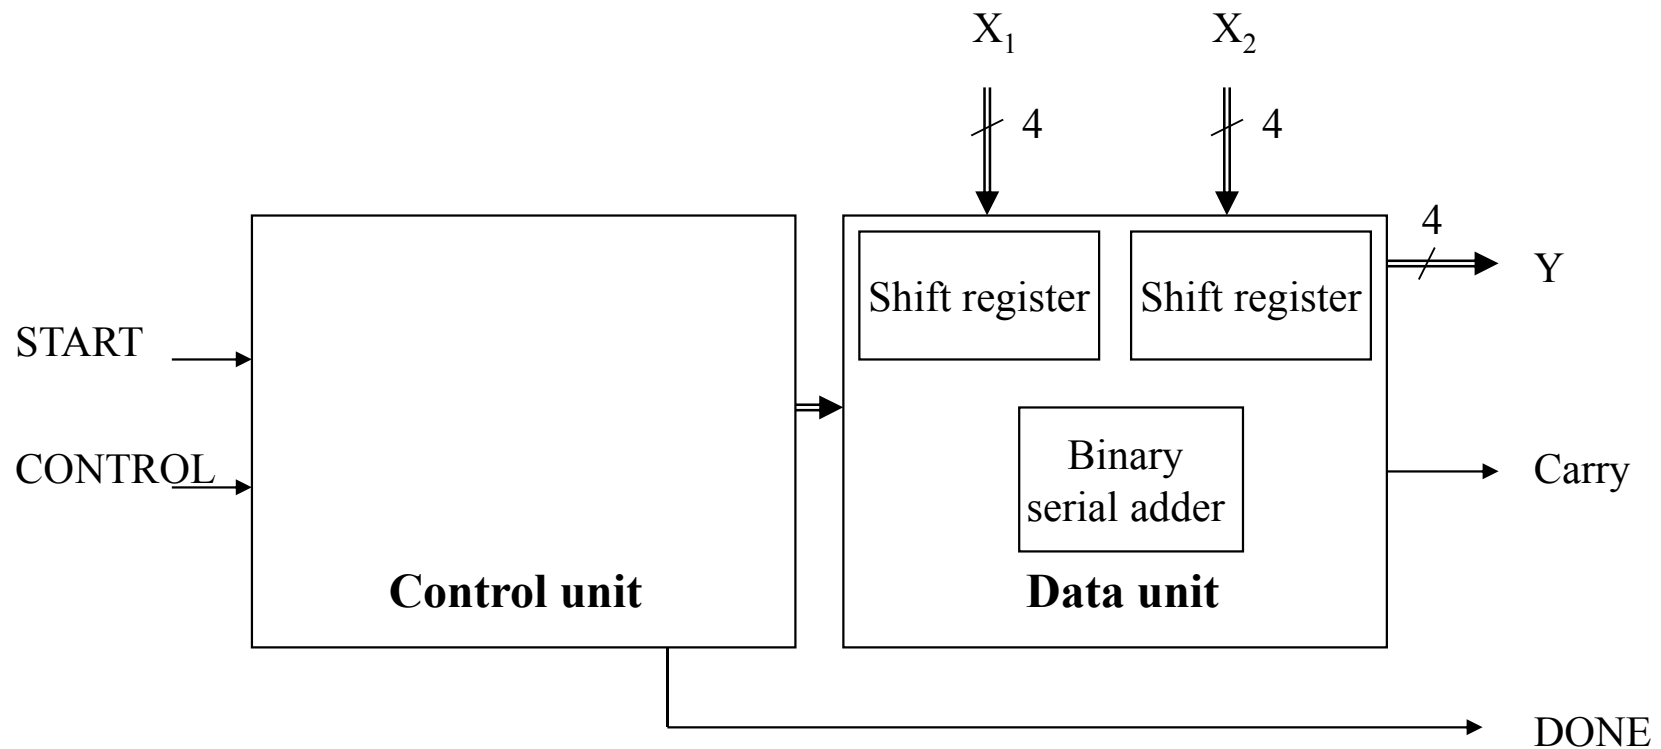 X₁
X₂
4
4
4
Shift register
Shift register
Y
START
CONTROL
Binary
serial adder
Carry
Control unit
Data unit
DONE